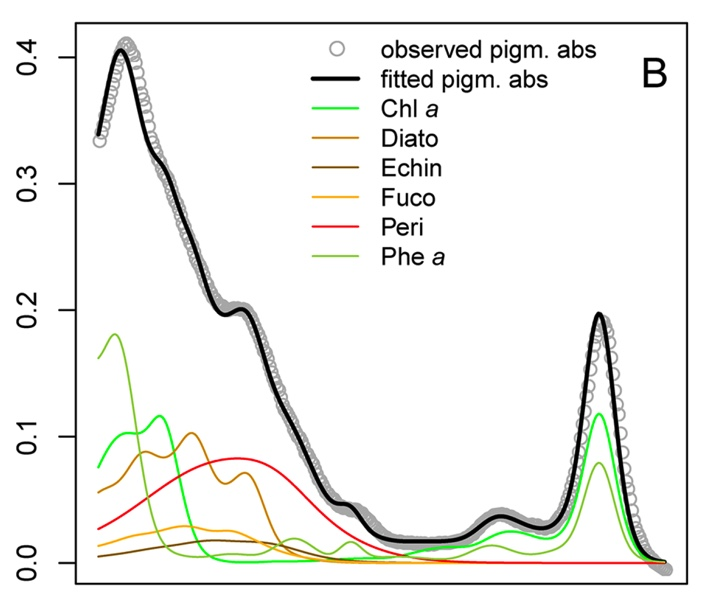 0.4
0.3
0.2
0.1
0.0
observed pigm. abs
fitted pigm. abs
Chl a
Diato
Echin
Fuco
Peri
Phe a
B